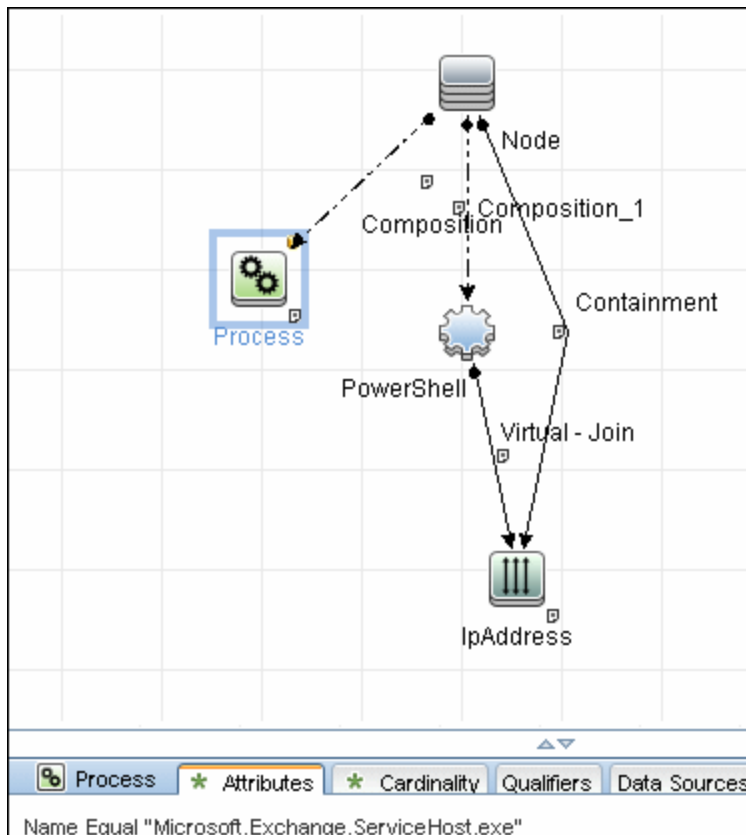 Node
Composition_1
Composition
Process
Containment
PowerShell
Virtual - Join
IpAddress
Process
* Attributes
* Cardinality
Qualifiers
Data Sources
Name Equal "Microsoft.Exchange.ServiceHost.exe"